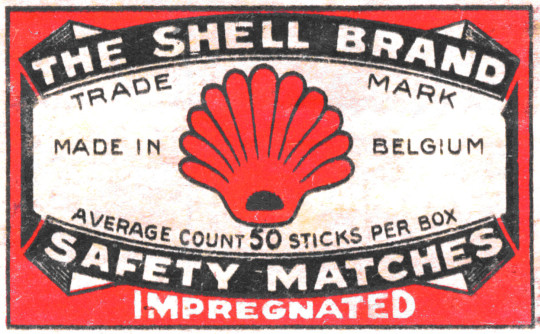 THE SHELL BRAND
TRADE MARK
MADE IN BELGIUM
AVERAGE COUNT 50 STICKS PER BOX
SAFETY MATCHES
IMPREGNATED